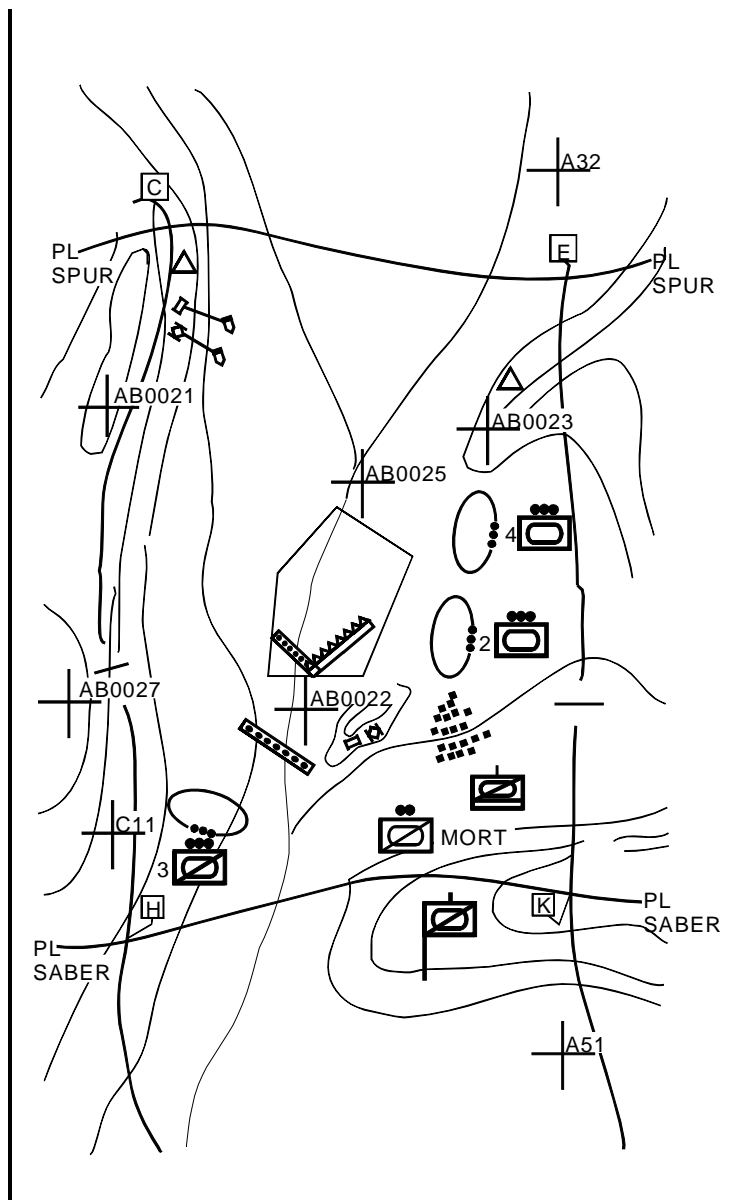 A32
C
E
PL
SPUR
PL
SPUR
AB0021
AB0023
AB0025
4
2
AB0027
AB0022
C11
MORT
3
H
K
PL
SABER
PL
SABER
A51